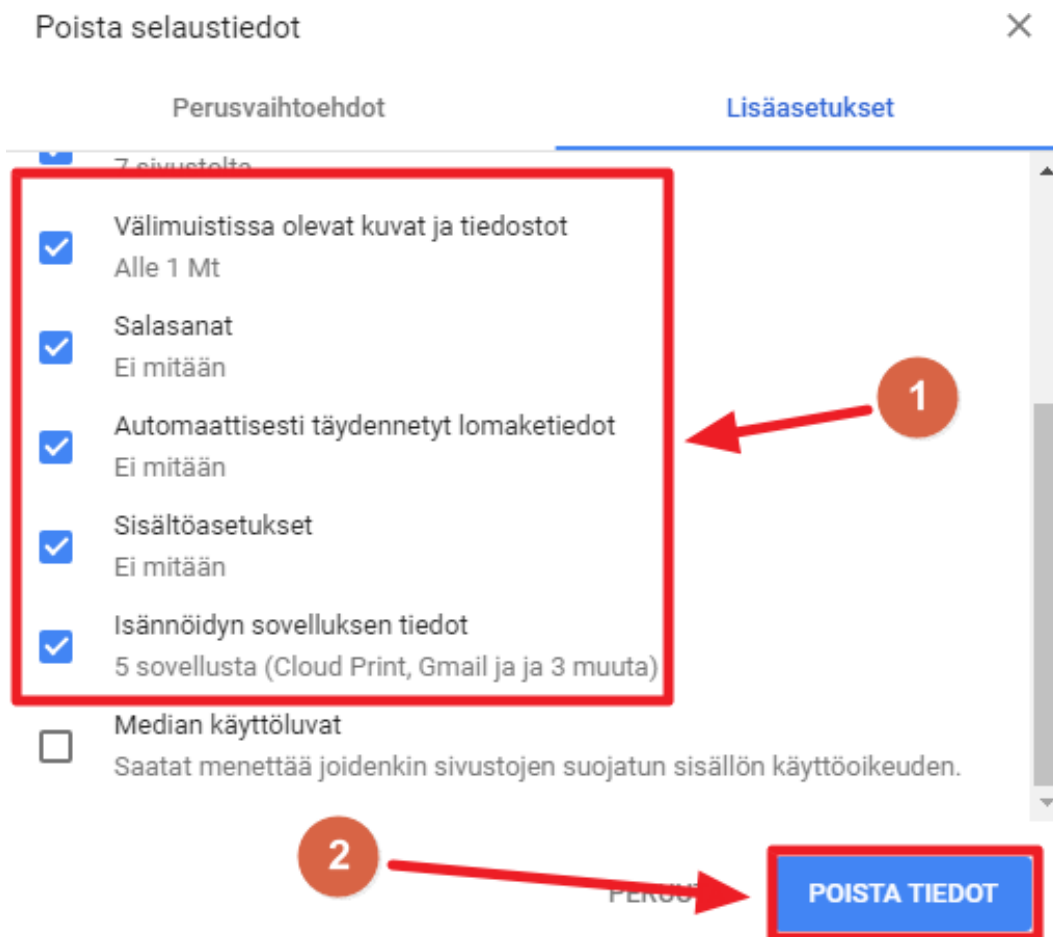 Poista selaustiedot
Perusvaihtoehdot
Lisäasetukset
7 sivustolta
Välimuistissa olevat kuvat ja tiedostot
Alle 1 Mt
Salasanat
Ei mitään
1
Automaattisesti täydennetyt lomaketiedot
Ei mitään
Sisältöasetukset
Ei mitään
Isännöidyn sovelluksen tiedot
5 sovellusta (Cloud Print, Gmail ja ja 3 muuta)
Median käyttöluvat
Saatat menettää joidenkin sivustojen suojatun sisällön käyttöoikeuden.
2
POISTA TIEDOT